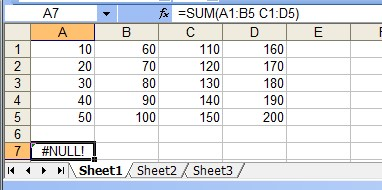 A7 fx =SUM(A1:B5 C1:D5)
A B C D E F
1 10 60 110 160
2 20 70 120 170
3 30 80 130 180
4 40 90 140 190
5 50 100 150 200
6
7 #NULL!
Sheet1 Sheet2 Sheet3